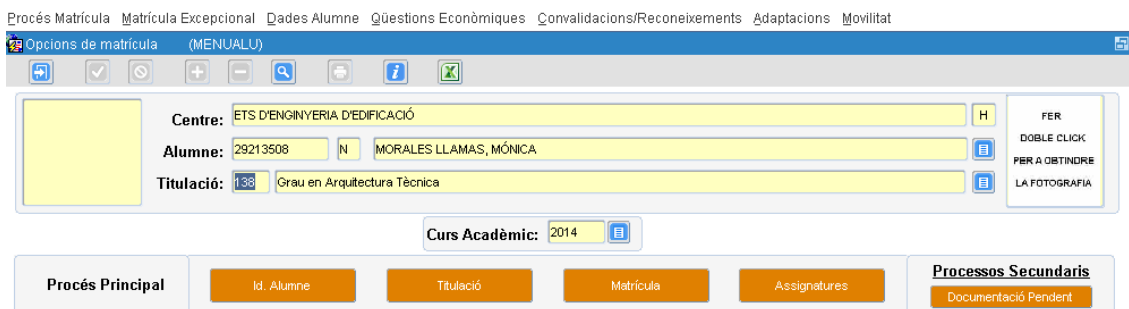 Procés Matrícula Matrícula Excepcional Dades Alumne Qüestions Econòmiques Convalidacions/Reconeixements Adaptacions Movilitat
Opcions de matrícula (MENUALU)
Centre: ETS D'ENGINYERIA D'EDIFICACIÓ H
Alumne: 29213508 N MORALES LLAMAS, MÓNICA
Titulació: 138 Grau en Arquitectura Tècnica
FER
DOBLE CLICK
PER A OBTINDRE
LA FOTOGRAFIA
Curs Acadèmic: 2014
Procés Principal Id. Alumne Titulació Matrícula Assignatures
Processos Secundaris
Documentació Pendent